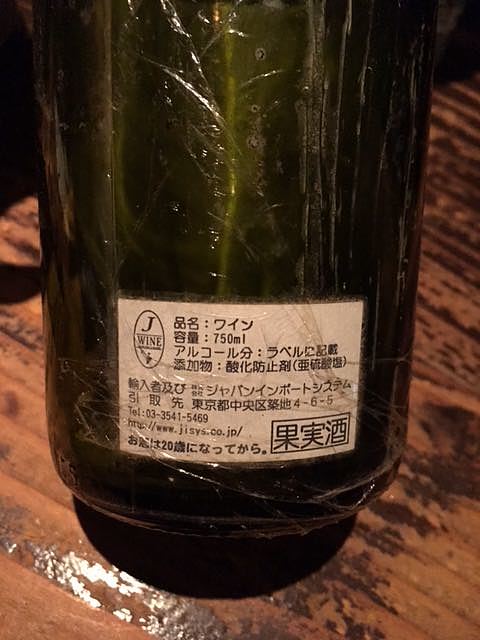 J
WINE
品名：ワイン
容量：750ml
アルコール分：ラベルに記載
添加物：酸化防止剤(亜硫酸塩)
輸入者及び 株式会社 ジャパンインポートシステム
引取先 東京都中央区築地4-6-5
Tel:03-3541-5469
http://www.jisys.co.jp/
お酒は20歳になってから。
果実酒